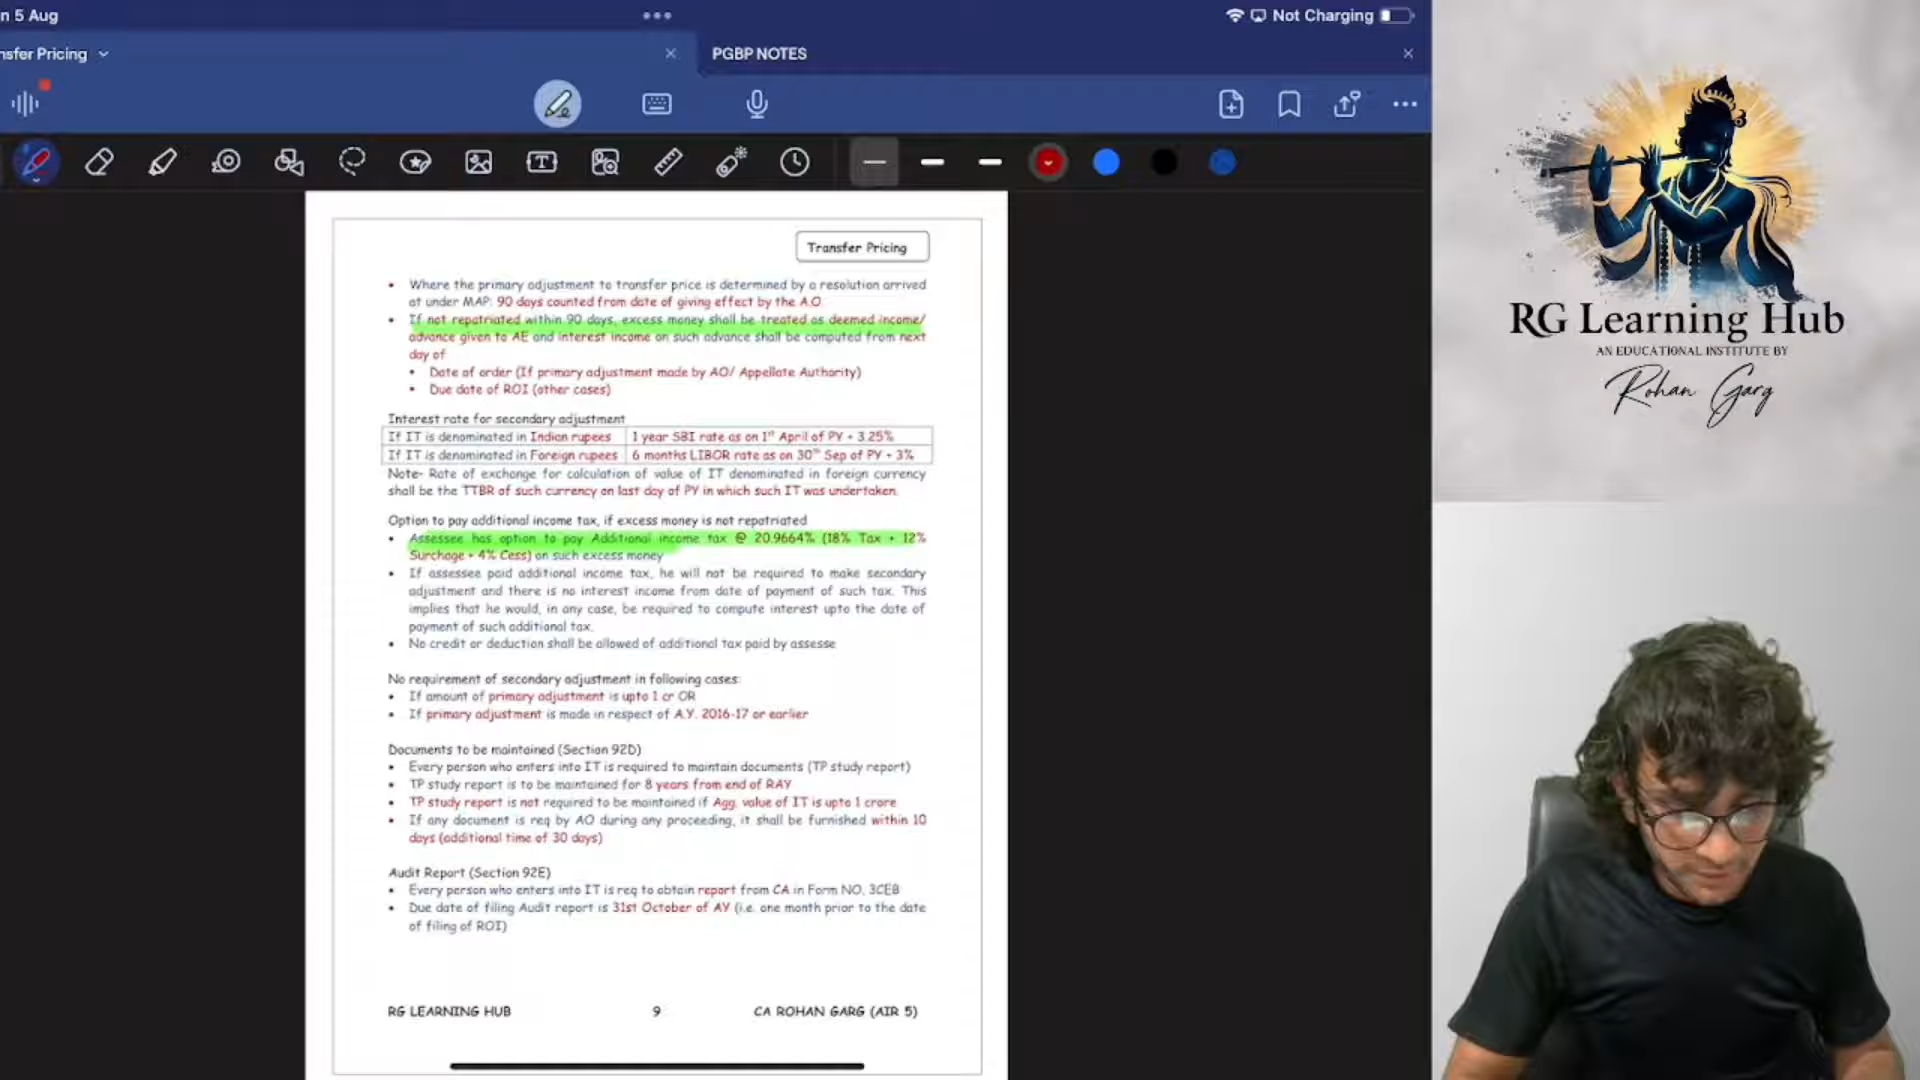 n 5 Aug
Not Charging
nsfer Pricing
PGBP NOTES
Transfer Pricing
• Where the primary adjustment to transfer price is determined by a resolution arrived
at under MAP: 90 days counted from date of giving effect by the A.O.
• If not repatriated within 90 days, excess money shall be treated as deemed income/
advance given to AE and interest income on such advance shall be computed from next
day of
• Date of order (If primary adjustment made by AO/ Appellate Authority)
• Due date of ROI (other cases)
Interest rate for secondary adjustment
If IT is denominated in Indian rupees 1 year SBI rate as on 1st April of PY + 3.25%
If IT is denominated in Foreign rupees 6 months LIBOR rate as on 30th Sep of PY + 3%
Note- Rate of exchange for calculation of value of IT denominated in foreign currency
shall be the TTBR of such currency on last day of PY in which such IT was undertaken.
Option to pay additional income tax, if excess money is not repatriated
• Assessee has option to pay Additional income tax @ 20.9664% (18% Tax + 12%
Surchage + 4% Cess) on such excess money
• If assessee paid additional income tax, he will not be required to make secondary
adjustment and there is no interest income from date of payment of such tax. This
implies that he would, in any case, be required to compute interest upto the date of
payment of such additional tax.
• No credit or deduction shall be allowed of additional tax paid by assesse
No requirement of secondary adjustment in following cases:
• If amount of primary adjustment is upto 1 cr OR
• If primary adjustment is made in respect of A.Y. 2016-17 or earlier
Documents to be maintained (Section 92D)
• Every person who enters into IT is required to maintain documents (TP study report)
• TP study report is to be maintained for 8 years from end of RAY
• TP study report is not required to be maintained if Agg. value of IT is upto 1 crore
• If any document is req by AO during any proceeding, it shall be furnished within 10
days (additional time of 30 days)
Audit Report (Section 92E)
• Every person who enters into IT is req to obtain report from CA in Form NO. 3CEB
• Due date of filing Audit report is 31st October of AY (i.e. one month prior to the date
of filing of ROI)
RG LEARNING HUB 9 CA ROHAN GARG (AIR 5)
RG Learning Hub
AN EDUCATIONAL INSTITUTE BY
Rohan Garg